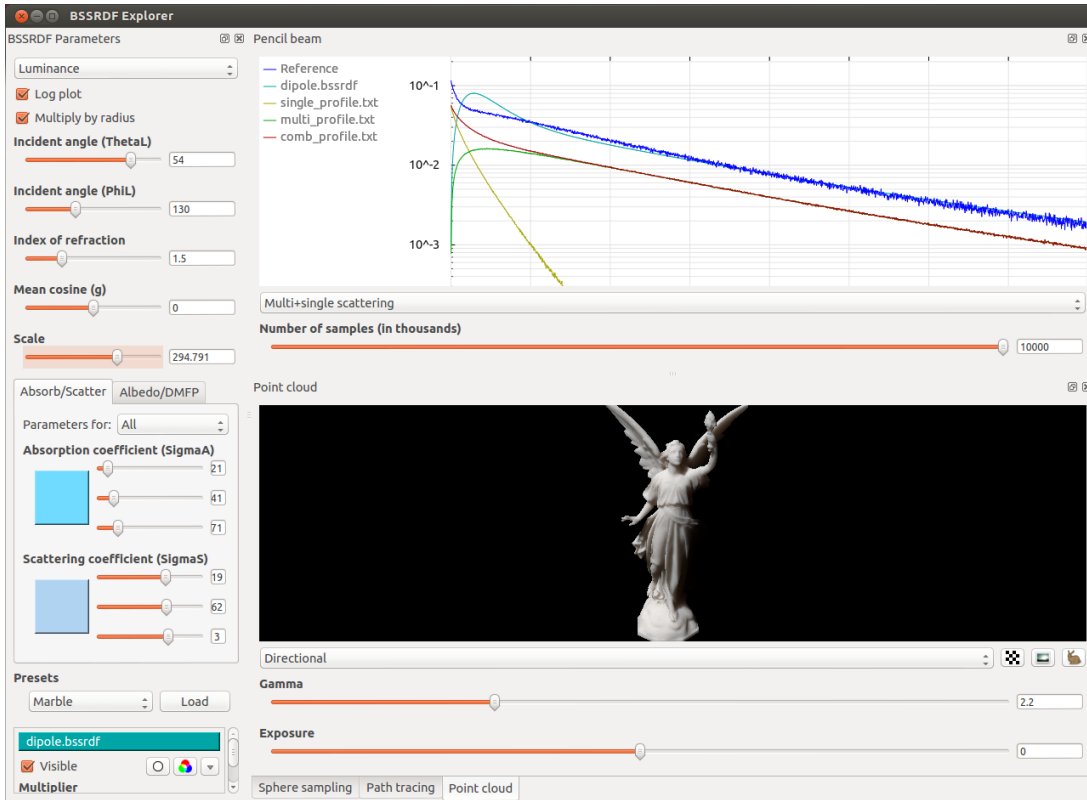 BSSRDF Explorer
BSSRDF Parameters
Luminance
Log plot
Multiply by radius
Incident angle (ThetaL)
54
Incident angle (PhiL)
130
Index of refraction
1.5
Mean cosine (g)
0
Scale
294.791
Absorb/Scatter Albedo/DMFP
Parameters for: All
Absorption coefficient (SigmaA)
21
41
71
Scattering coefficient (SigmaS)
19
62
3
Presets
Marble Load
dipole.bssrdf
Visible
Multiplier
Pencil beam
Reference
dipole.bssrdf
single_profile.txt
multi_profile.txt
comb_profile.txt
10^-1
10^-2
10^-3
Multi+single scattering
Number of samples (in thousands)
10000
Point cloud
Directional
Gamma
2.2
Exposure
0
Sphere sampling Path tracing Point cloud